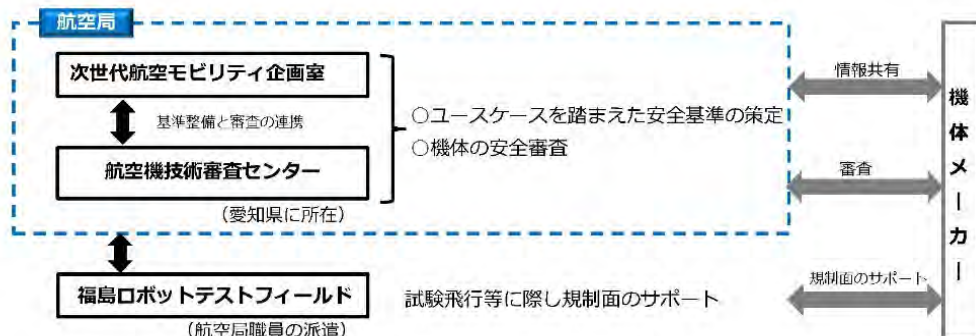 航空局
次世代航空モビリティ企画室
基準整備と審査の連携
航空機技術審査センター
(愛知県に所在)
○ユースケースを踏まえた安全基準の策定
○機体の安全審査
情報共有
審査
機体メーカー
福島ロボットテストフィールド
(航空局職員の派遣)
試験飛行等に際し規制面のサポート
規制面のサポート